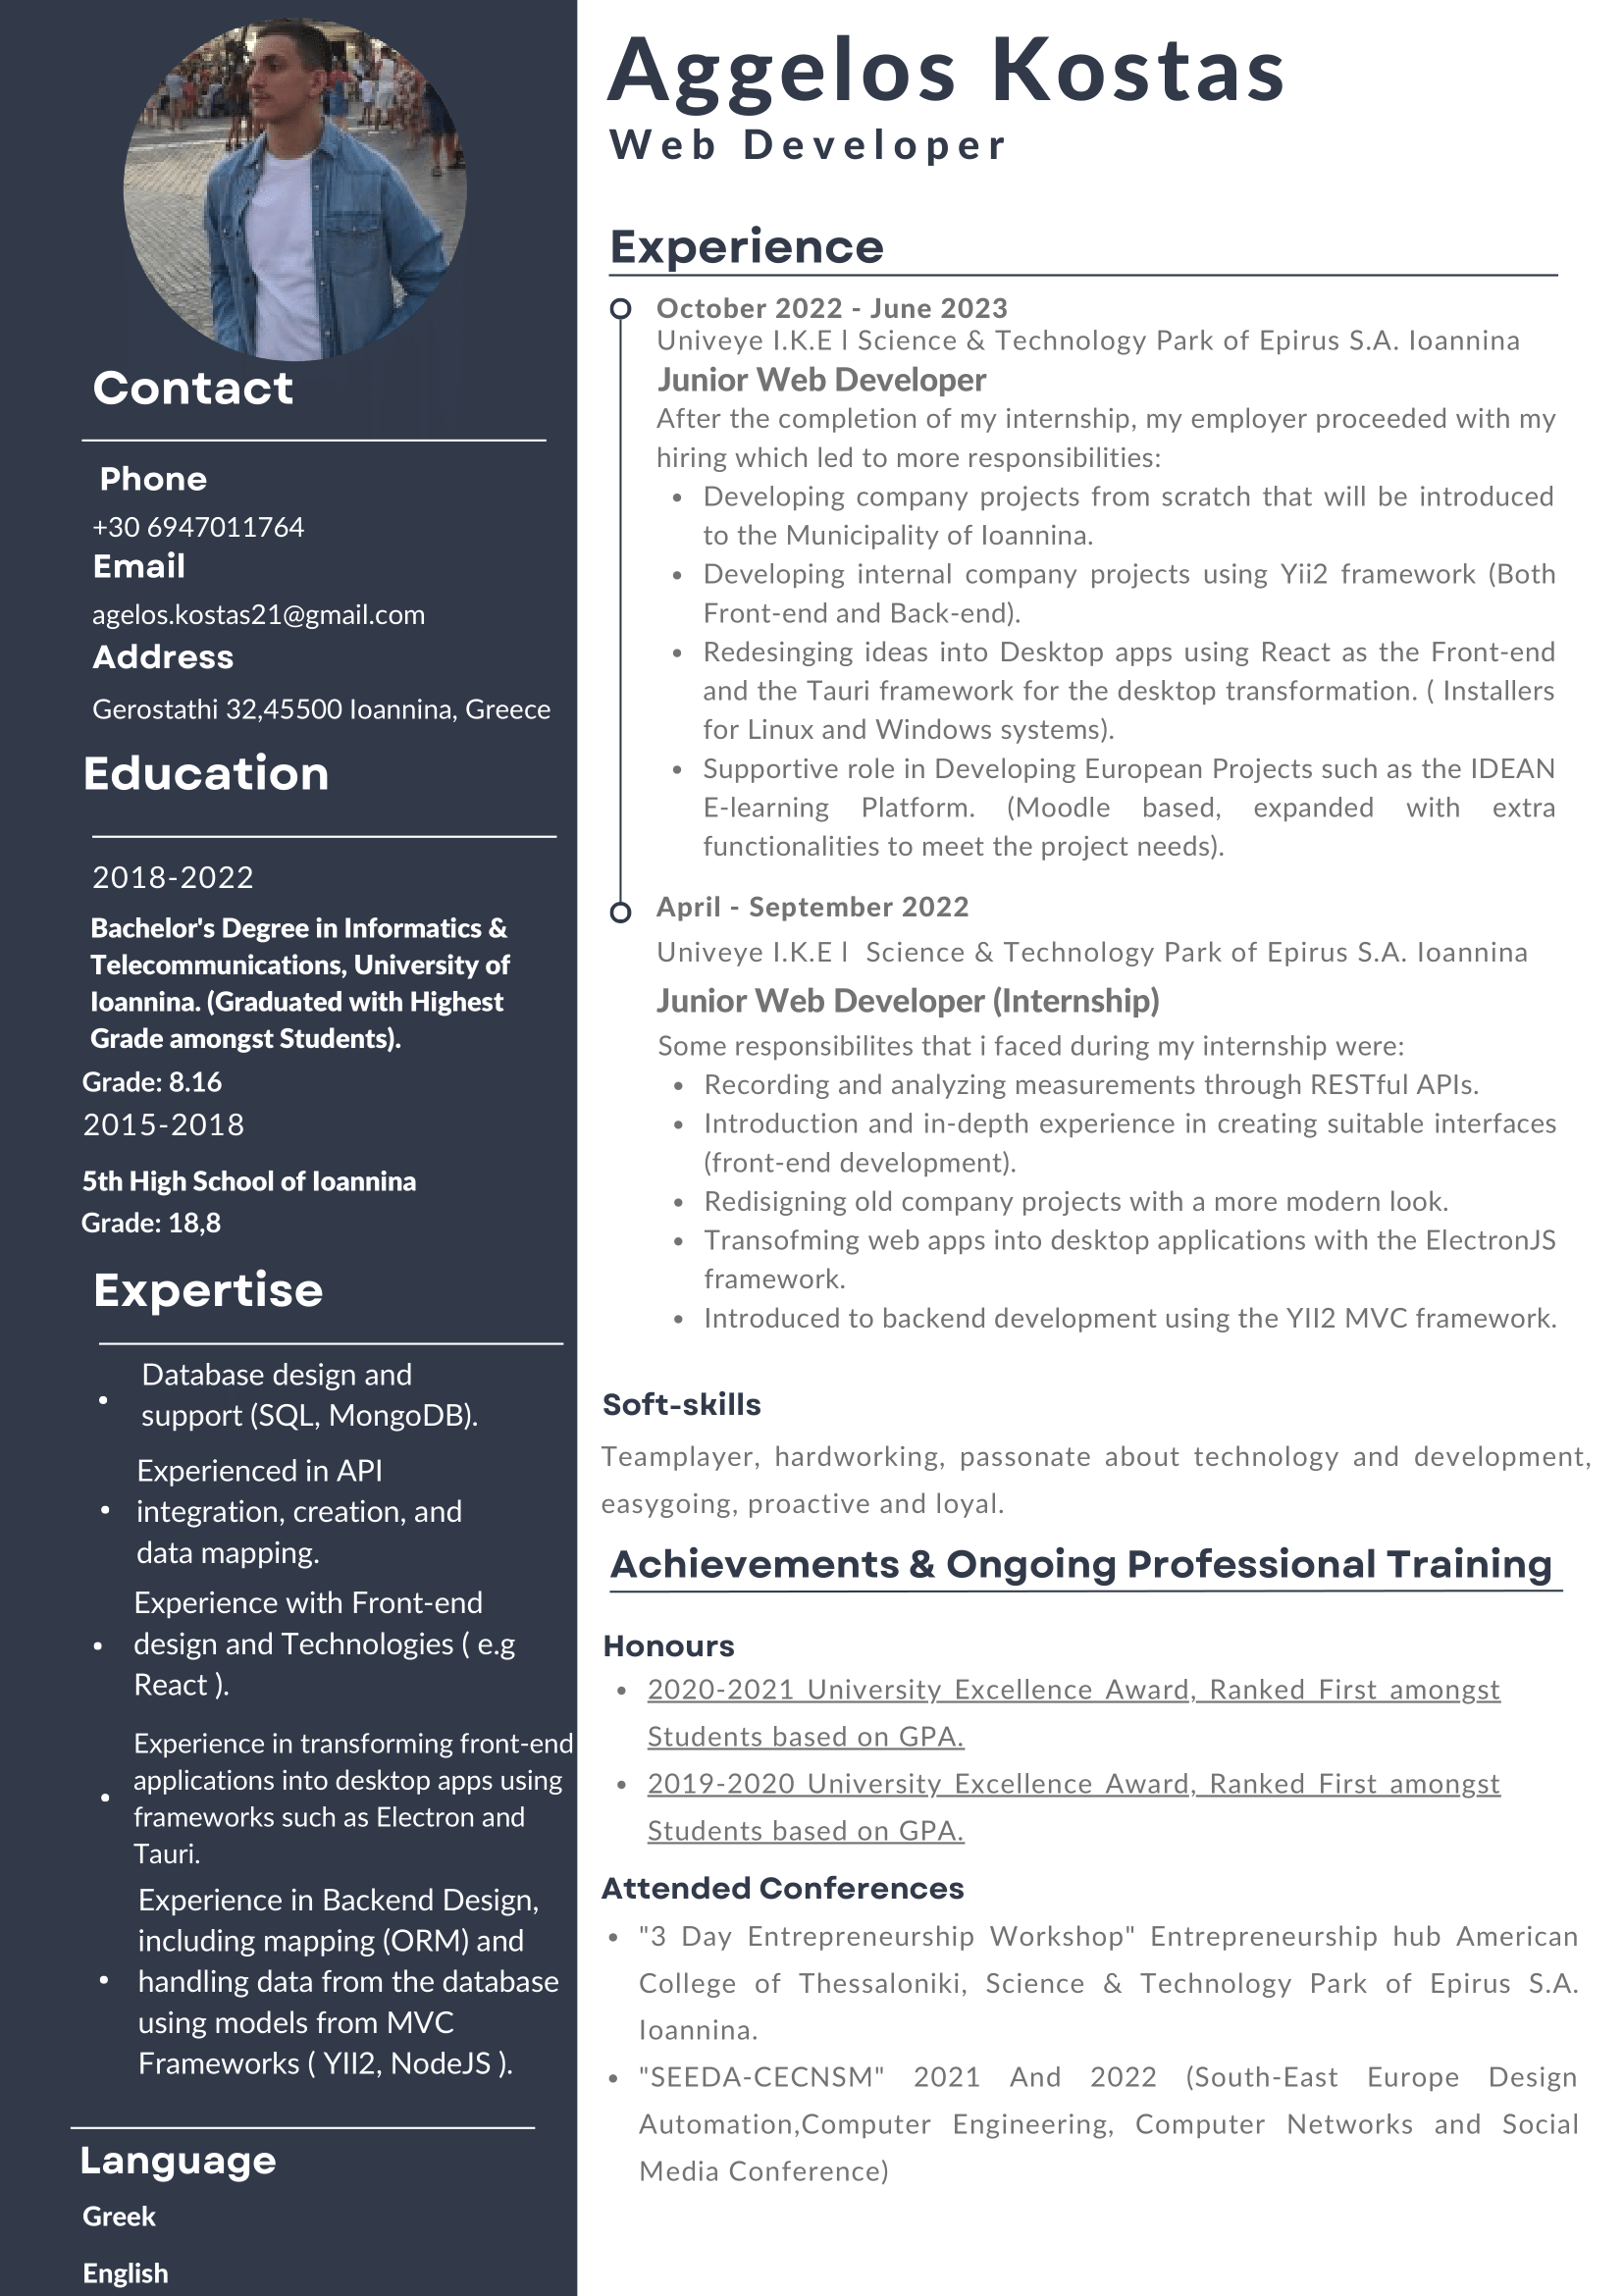 Aggelos Kostas
Web Developer
Contact
Phone
+30 6947011764
Email
agelos.kostas21@gmail.com
Address
Gerostathi 32,45500 Ioannina, Greece
Education
2018-2022
Bachelor's Degree in Informatics &
Telecommunications, University of
Ioannina. (Graduated with Highest
Grade amongst Students).
Grade: 8.16
2015-2018
5th High School of Ioannina
Grade: 18,8
Expertise
• Database design and
support (SQL, MongoDB).
• Experienced in API
integration, creation, and
data mapping.
• Experience with Front-end
design and Technologies ( e.g
React ).
• Experience in transforming front-end
applications into desktop apps using
frameworks such as Electron and
Tauri.
• Experience in Backend Design,
including mapping (ORM) and
handling data from the database
using models from MVC
Frameworks ( YII2, NodeJS ).
Language
Greek
English
Experience
October 2022 - June 2023
Univeye I.K.E l Science & Technology Park of Epirus S.A. Ioannina
Junior Web Developer
After the completion of my internship, my employer proceeded with my
hiring which led to more responsibilities:
• Developing company projects from scratch that will be introduced
to the Municipality of Ioannina.
• Developing internal company projects using Yii2 framework (Both
Front-end and Back-end).
• Redesinging ideas into Desktop apps using React as the Front-end
and the Tauri framework for the desktop transformation. ( Installers
for Linux and Windows systems).
• Supportive role in Developing European Projects such as the IDEAN
E-learning Platform. (Moodle based, expanded with extra
functionalities to meet the project needs).
April - September 2022
Univeye I.K.E l Science & Technology Park of Epirus S.A. Ioannina
Junior Web Developer (Internship)
Some responsibilites that i faced during my internship were:
• Recording and analyzing measurements through RESTful APIs.
• Introduction and in-depth experience in creating suitable interfaces
(front-end development).
• Redisigning old company projects with a more modern look.
• Transofming web apps into desktop applications with the ElectronJS
framework.
• Introduced to backend development using the YII2 MVC framework.
Soft-skills
Teamplayer, hardworking, passonate about technology and development,
easygoing, proactive and loyal.
Achievements & Ongoing Professional Training
Honours
• 2020-2021 University Excellence Award, Ranked First amongst
Students based on GPA.
• 2019-2020 University Excellence Award, Ranked First amongst
Students based on GPA.
Attended Conferences
• "3 Day Entrepreneurship Workshop" Entrepreneurship hub American
College of Thessaloniki, Science & Technology Park of Epirus S.A.
Ioannina.
• "SEEDA-CECNSM" 2021 And 2022 (South-East Europe Design
Automation,Computer Engineering, Computer Networks and Social
Media Conference)